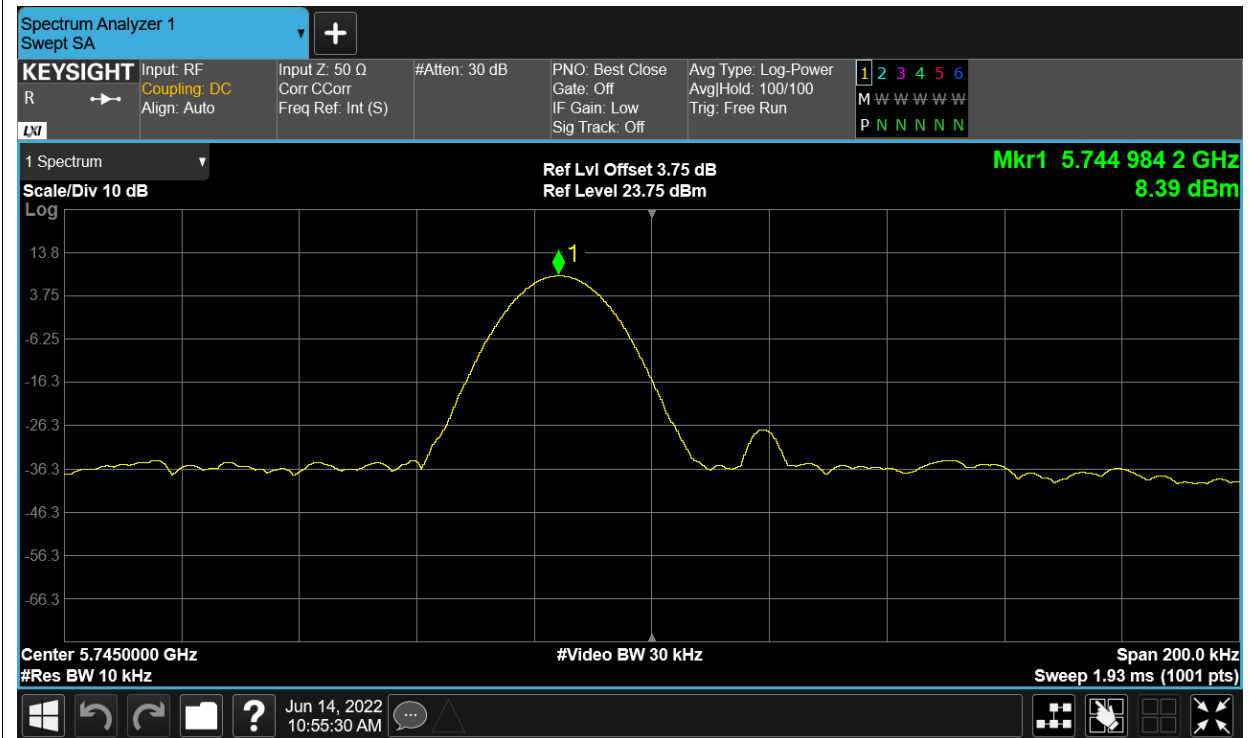 Spectrum Analyzer 1
Swept SA
KEYSIGHT
R
LXI
Input: RF
Coupling: DC
Align: Auto
Input Z: 50 Ω
Corr CCorr
Freq Ref: Int (S)
#Atten: 30 dB
PNO: Best Close
Gate: Off
IF Gain: Low
Sig Track: Off
Avg Type: Log-Power
Avg|Hold: 100/100
Trig: Free Run
1 2 3 4 5 6
M W W W W W
P N N N N N
1 Spectrum
Scale/Div 10 dB
Ref Lvl Offset 3.75 dB
Ref Level 23.75 dBm
Mkr1 5.744 984 2 GHz
8.39 dBm
Log
1
13.8
3.75
-6.25
-16.3
-26.3
-36.3
-46.3
-56.3
-66.3
Center 5.7450000 GHz
#Res BW 10 kHz
#Video BW 30 kHz
Span 200.0 kHz
Sweep 1.93 ms (1001 pts)
?
Jun 14, 2022
10:55:30 AM